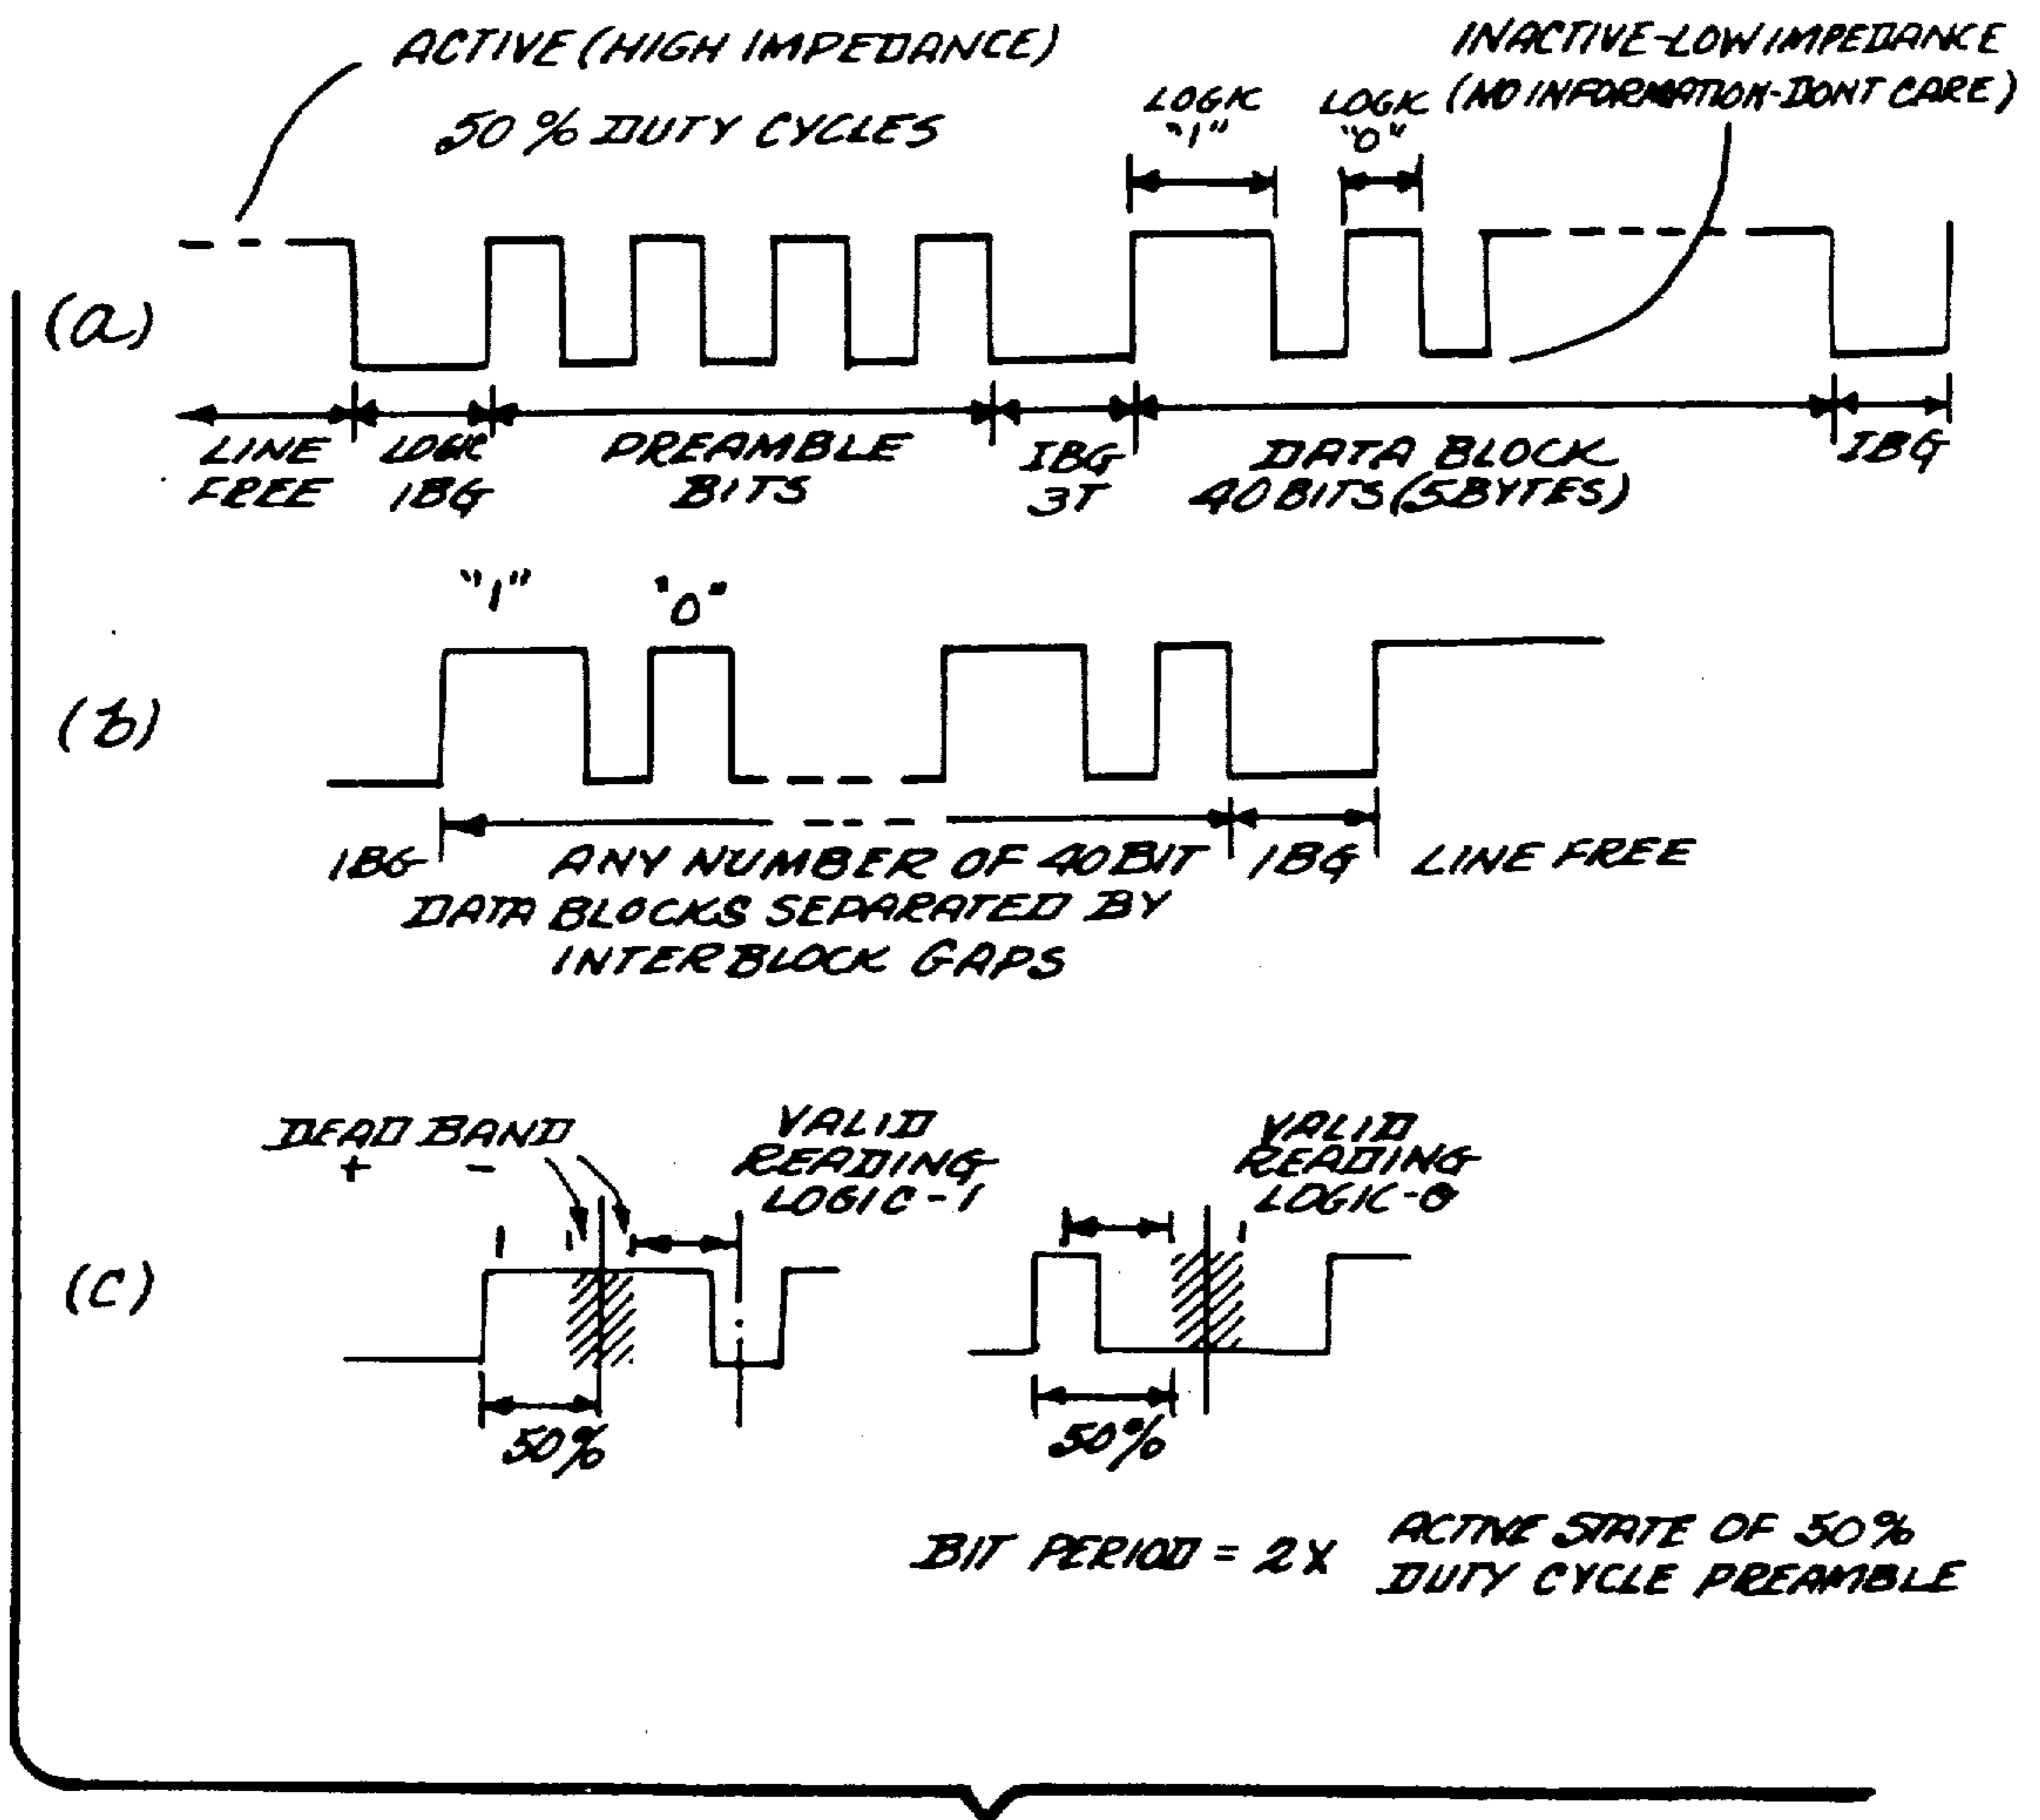 ACTIVE (HIGH IMPEDANCE)
50 % DUTY CYCLES
INACTIVE-LOW IMPEDANCE
(NO INFORMATION-DONT CARE)
LOGIC
"1"
LOGIC
"0"
(a)
LINE
FREE
LOGIC
IBG
PREAMBLE
BITS
IBG
3T
DATA BLOCK
40 BITS (5 BYTES)
IBG
"1"
"0"
(b)
IBG
ANY NUMBER OF 40 BIT
DATA BLOCKS SEPARATED BY
INTERBLOCK GAPS
IBG
LINE FREE
DEAD BAND
+ -
VALID
READING
LOGIC-1
VALID
READING
LOGIC-0
(c)
50%
50%
BIT PERIOD = 2X
ACTIVE STATE OF 50%
DUTY CYCLE PREAMBLE